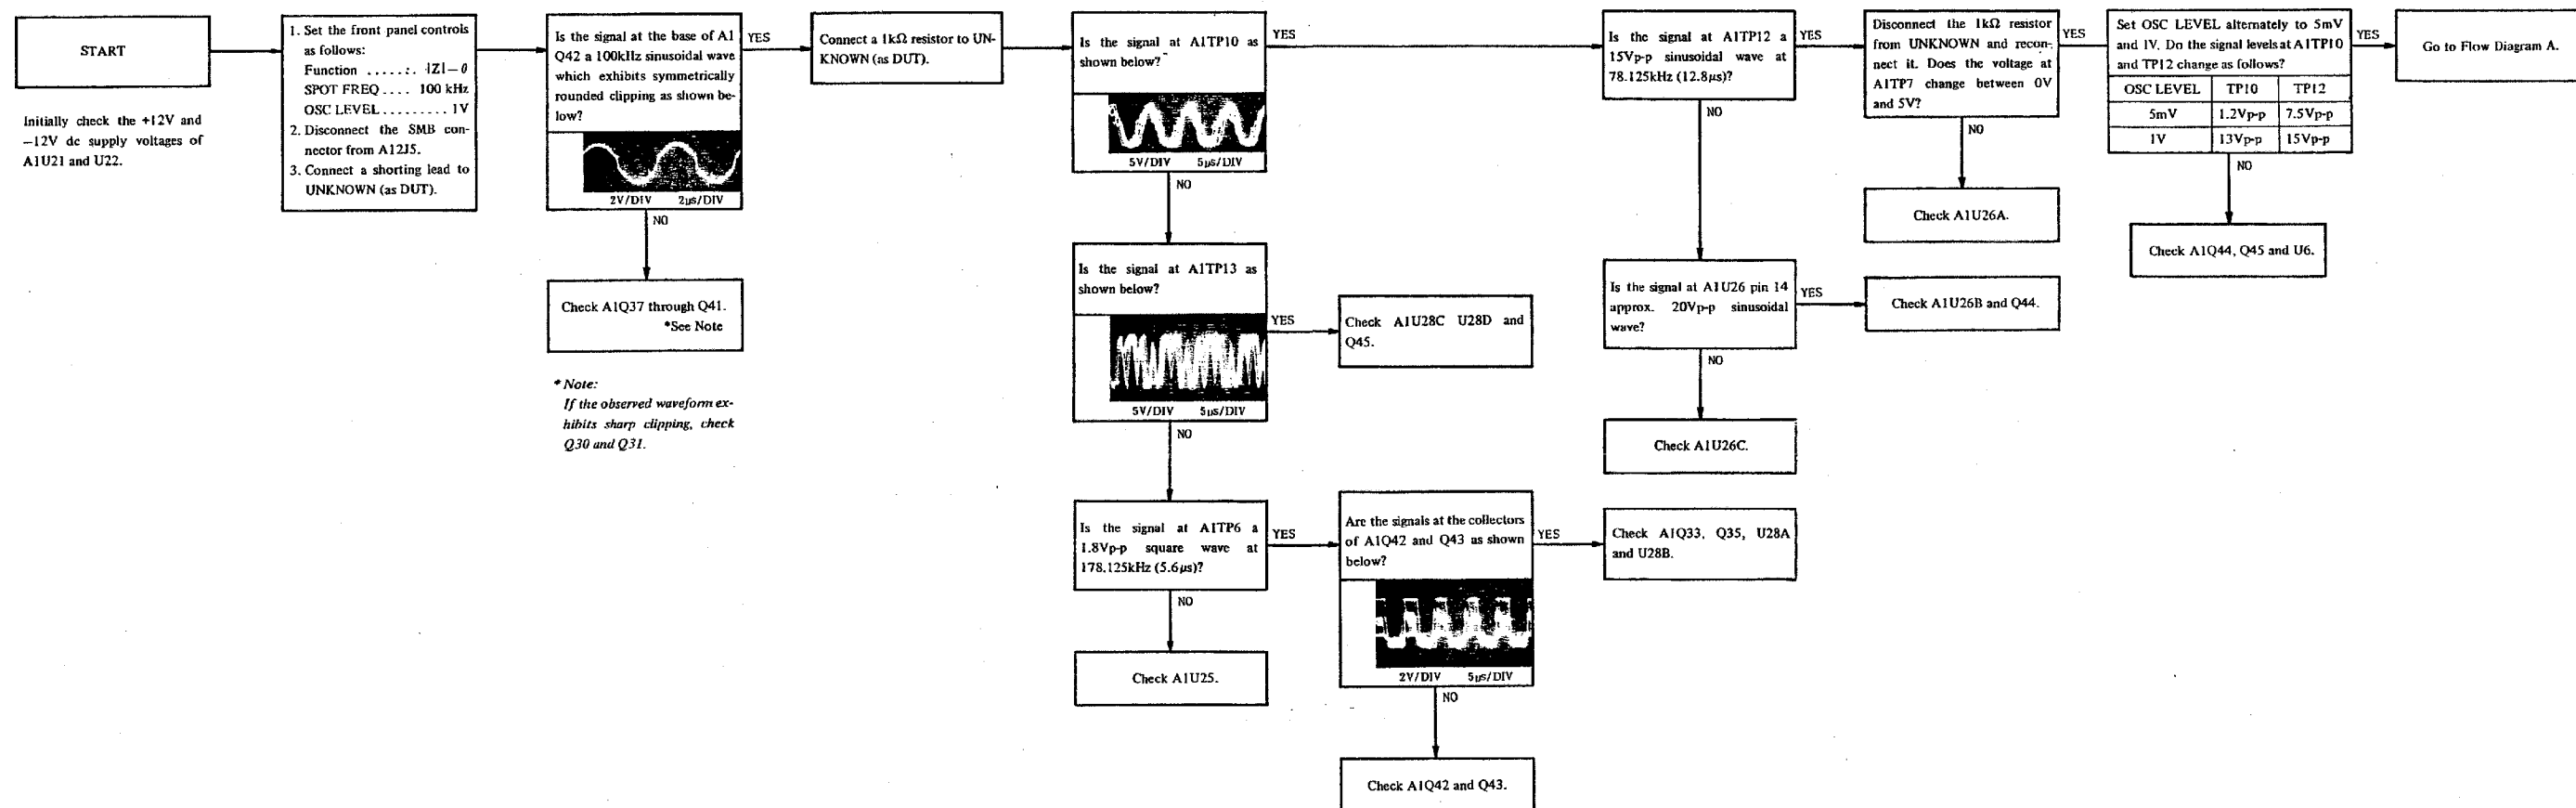 START
Initially check the +12V and
−12V dc supply voltages of
A1U21 and U22.
1. Set the front panel controls
as follows:
Function .....:. |Z|−θ
SPOT FREQ.... 100 kHz
OSC LEVEL......... 1V
2. Disconnect the SMB con-
nector from A12J5.
3. Connect a shorting lead to
UNKNOWN (as DUT).
Is the signal at the base of A1
Q42 a 100kHz sinusoidal wave
which exhibits symmetrically
rounded clipping as shown be-
low?
2V/DIV 2µs/DIV
YES
NO
Check A1Q37 through Q41.
*See Note
* Note:
If the observed waveform ex-
hibits sharp clipping, check
Q30 and Q31.
Connect a 1kΩ resistor to UN-
KNOWN (as DUT).
Is the signal at A1TP10 as
shown below?
5V/DIV 5µs/DIV
YES
NO
Is the signal at A1TP13 as
shown below?
5V/DIV 5µs/DIV
YES
NO
Check A1U28C U28D and
Q45.
Is the signal at A1TP6 a
1.8Vp-p square wave at
178.125kHz (5.6µs)?
YES
NO
Check A1U25.
Are the signals at the collectors
of A1Q42 and Q43 as shown
below?
2V/DIV 5µs/DIV
YES
NO
Check A1Q42 and Q43.
Check A1Q33, Q35, U28A
and U28B.
Is the signal at A1TP12 a
15Vp-p sinusoidal wave at
78.125kHz (12.8µs)?
YES
NO
Is the signal at A1U26 pin 14
approx. 20Vp-p sinusoidal
wave?
YES
NO
Check A1U26C.
Check A1U26B and Q44.
Disconnect the 1kΩ resistor
from UNKNOWN and recon-
nect it. Does the voltage at
A1TP7 change between 0V
and 5V?
YES
NO
Check A1U26A.
Set OSC LEVEL alternately to 5mV
and 1V. Do the signal levels at A1TP10
and TP12 change as follows?
OSC LEVEL TP10 TP12
5mV 1.2Vp-p 7.5Vp-p
1V 13Vp-p 15Vp-p
YES
NO
Check A1Q44, Q45 and U6.
Go to Flow Diagram A.